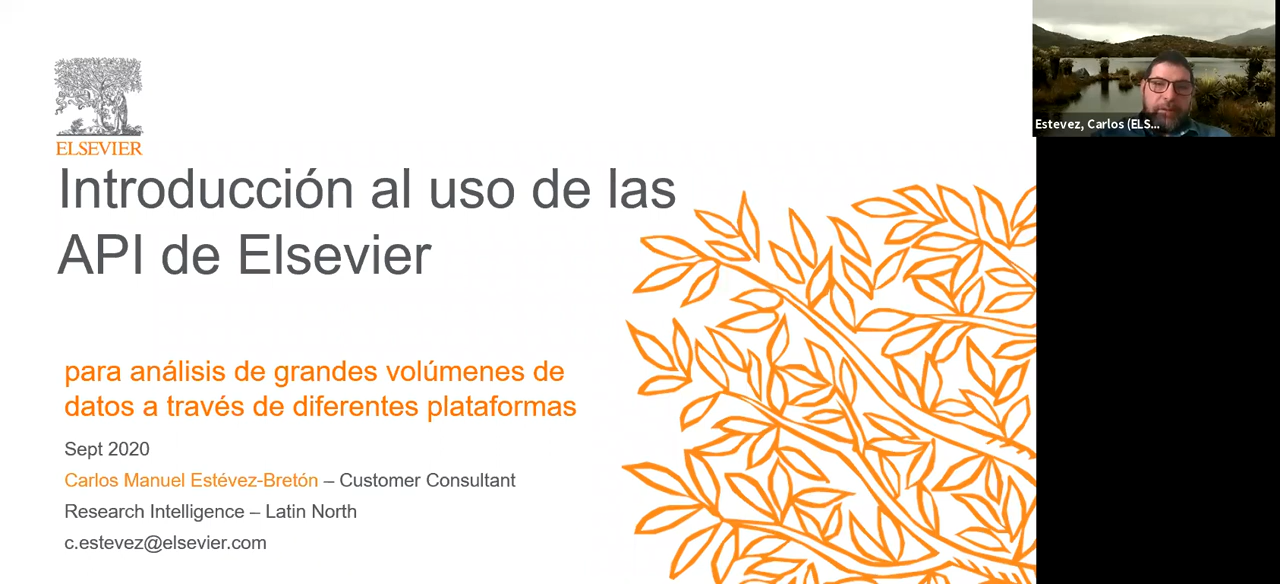 ELSEVIER
Introducción al uso de las
API de Elsevier
para análisis de grandes volúmenes de
datos a través de diferentes plataformas
Sept 2020
Carlos Manuel Estévez-Bretón – Customer Consultant
Research Intelligence – Latin North
c.estevez@elsevier.com
Estevez, Carlos (ELS...